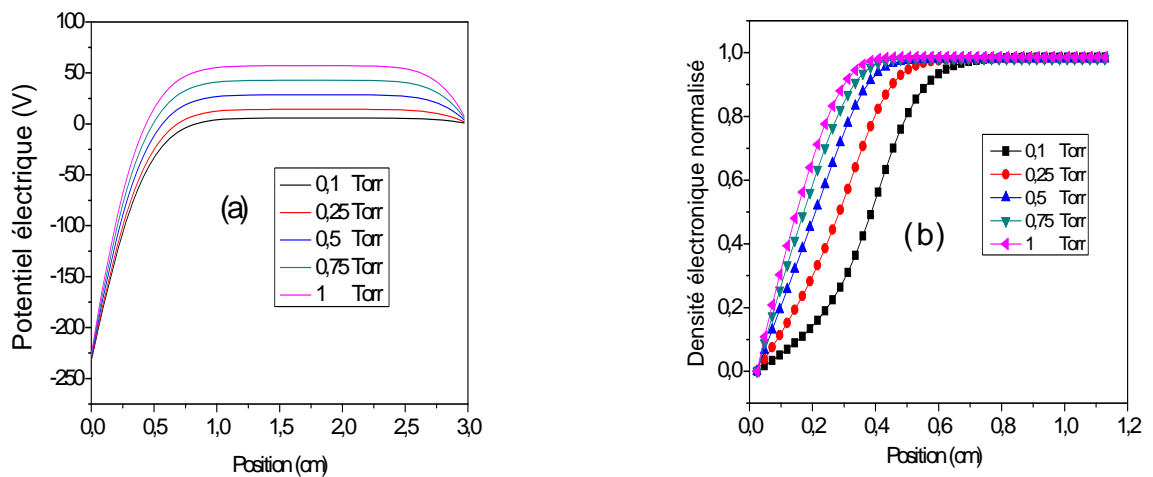 Potentiel électrique (V)
100
50
0
-50
-100
-150
-200
-250
0,0 0,5 1,0 1,5 2,0 2,5 3,0
Position (cm)
(a)
0,1 Torr
0,25 Torr
0,5 Torr
0,75 Torr
1 Torr
Densité électronique normalisé
1,0
0,8
0,6
0,4
0,2
0,0
0,0 0,2 0,4 0,6 0,8 1,0 1,2
Position (cm)
(b)
0,1 Torr
0,25 Torr
0,5 Torr
0,75 Torr
1 Torr